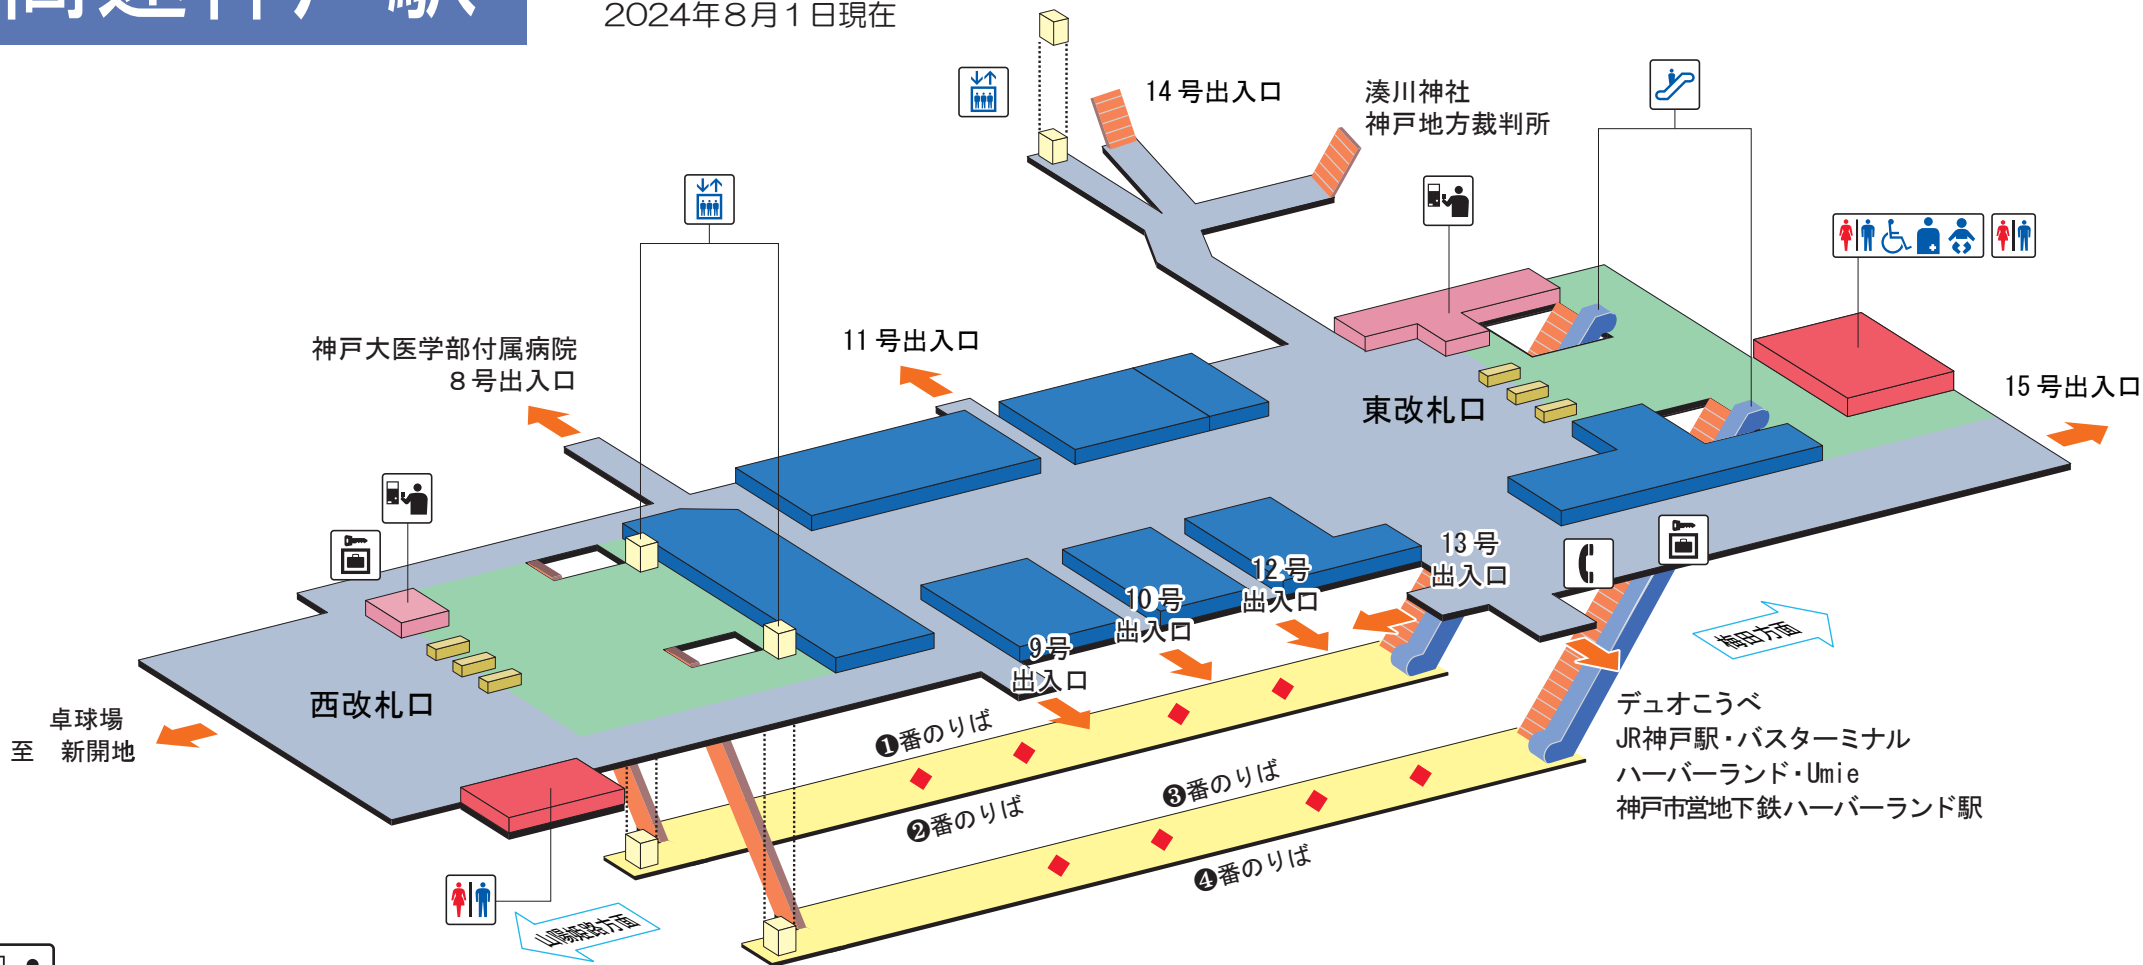 高速神戸駅
2024年8月1日現在
14号出入口
湊川神社
神戸地方裁判所
神戸大医学部付属病院
8号出入口
11号出入口
15号出入口
東改札口
13号
出入口
12号
出入口
10号
出入口
9号
出入口
西改札口
卓球場
至 新開地
梅田方面
❶番のりば
❷番のりば
❸番のりば
❹番のりば
デュオこうべ
JR神戸駅・バスターミナル
ハーバーランド・Umie
神戸市営地下鉄ハーバーランド駅
山陽姫路方面